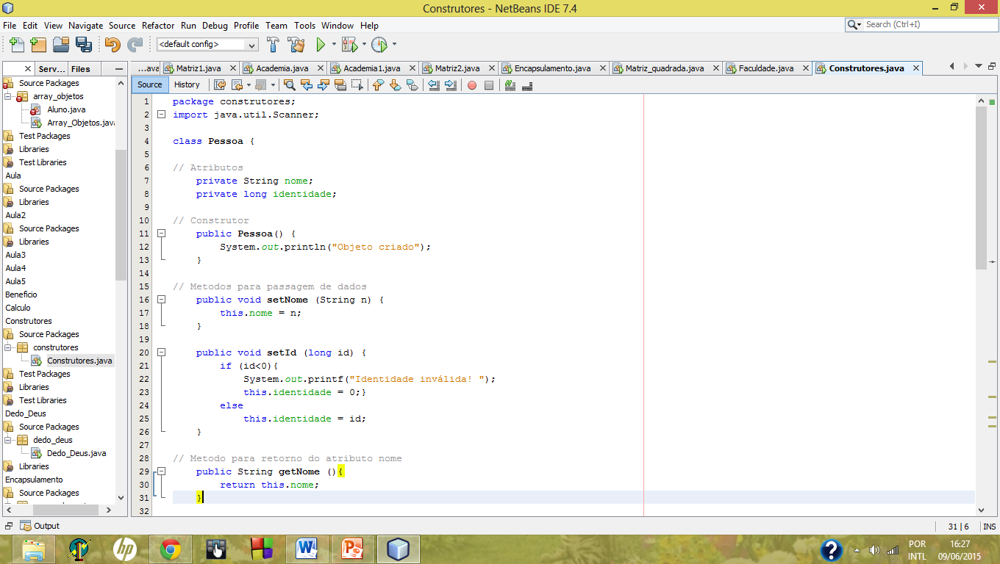 Construtores - NetBeans IDE 7.4
File Edit View Navigate Source Refactor Run Debug Profile Team Tools Window Help
Search (Ctrl+I)
<default config>
Serv... Files
...ava Matriz1.java Academia.java Academia1.java Matriz2.java Encapsulamento.java Matriz_quadrada.java Faculdade.java Construtores.java
Source History
Source Packages
array_objetos
Aluno.java
Array_Objetos.java
Test Packages
Libraries
Test Libraries
Aula
Source Packages
Libraries
Aula2
Source Packages
Libraries
Aula3
Aula4
Aula5
Beneficio
Calculo
Construtores
Source Packages
construtores
Construtores.java
Test Packages
Libraries
Test Libraries
Dedo_Deus
Source Packages
dedo_deus
Dedo_Deus.java
Libraries
Encapsulamento
Source Packages
1 package construtores;
2 import java.util.Scanner;
3
4 class Pessoa {
5
6 // Atributos
7 private String nome;
8 private long identidade;
9
10 // Construtor
11 public Pessoa() {
12 System.out.println("Objeto criado");
13 }
14
15 // Metodos para passagem de dados
16 public void setNome (String n) {
17 this.nome = n;
18 }
19
20 public void setId (long id) {
21 if (id<0){
22 System.out.printf("Identidade inválida! ");
23 this.identidade = 0;}
24 else
25 this.identidade = id;
26 }
27
28 // Metodo para retorno do atributo nome
29 public String getNome (){
30 return this.nome;
31 }
32
Output
31 | 6 INS
hp
POR
INTL
16:27
09/06/2015